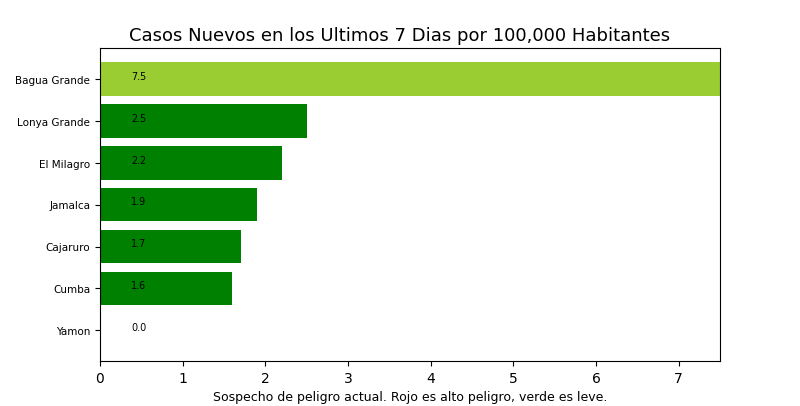 Casos Nuevos en los Ultimos 7 Dias por 100,000 Habitantes
Bagua Grande 7.5
Lonya Grande 2.5
El Milagro 2.2
Jamalca 1.9
Cajaruro 1.7
Cumba 1.6
Yamon 0.0
0 1 2 3 4 5 6 7
Sospecho de peligro actual. Rojo es alto peligro, verde es leve.